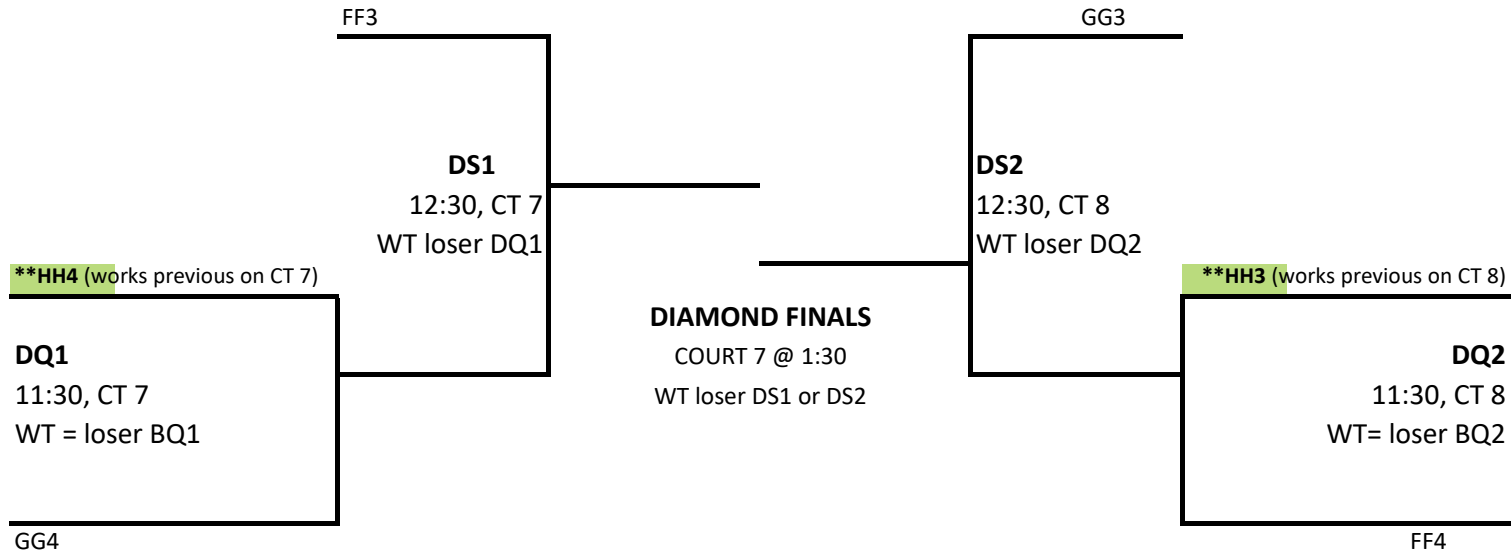 FF3
GG3
DS1
12:30, CT 7
WT loser DQ1
DS2
12:30, CT 8
WT loser DQ2
**HH4 (works previous on CT 7)
**HH3 (works previous on CT 8)
DIAMOND FINALS
COURT 7 @ 1:30
WT loser DS1 or DS2
DQ1
11:30, CT 7
WT = loser BQ1
DQ2
11:30, CT 8
WT= loser BQ2
GG4
FF4